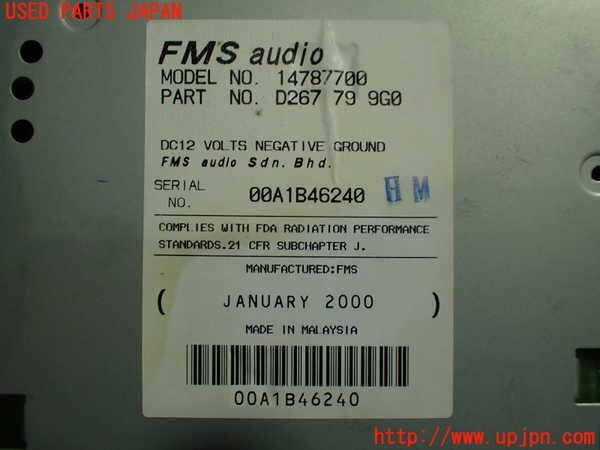 USED PARTS JAPAN
FMS audio
MODEL NO. 14787700
PART NO. D267 79 9G0
DC12 VOLTS NEGATIVE GROUND
FMS audio Sdn. Bhd.
SERIAL NO. 00A1B46240 HM
COMPLIES WITH FDA RADIATION PERFORMANCE
STANDARDS.21 CFR SUBCHAPTER J.
MANUFACTURED:FMS
( JANUARY 2000 )
MADE IN MALAYSIA
00A1B46240
http://www.upjpn.com/